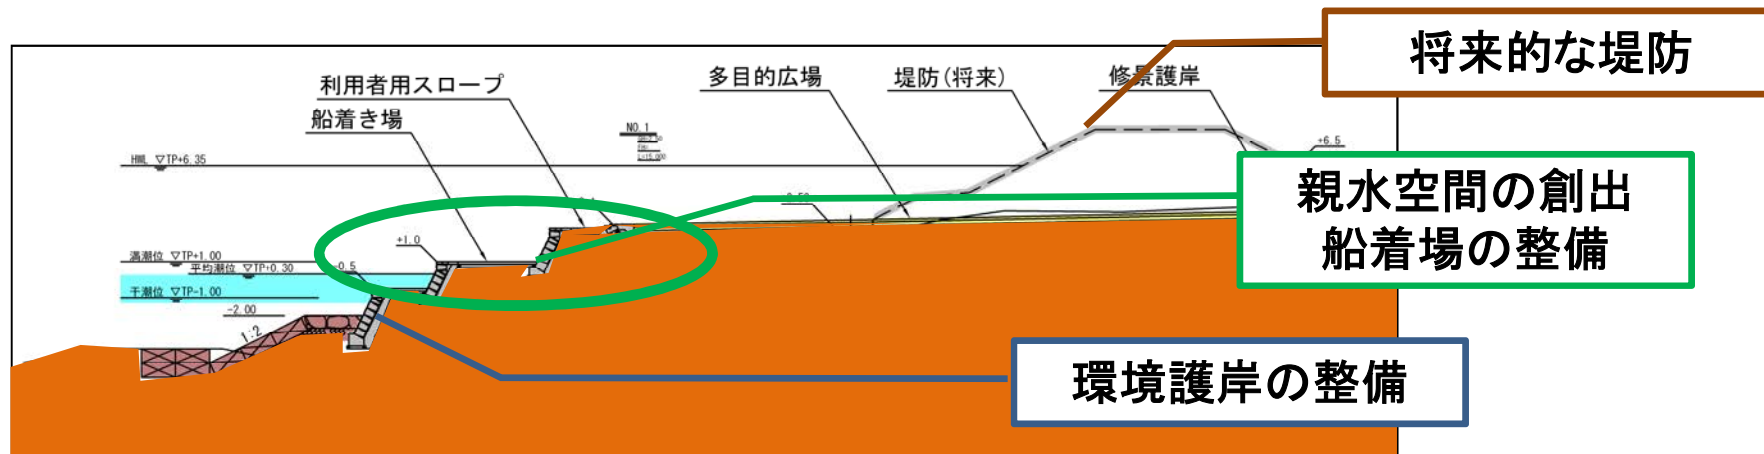 将来的な堤防
利用者用スロープ
多目的広場
堤防(将来)
修景護岸
船着き場
NO.1
HWL ▽TP+6.35
+6.5
親水空間の創出
船着場の整備
+1.0
満潮位 ▽TP+1.00
平均潮位 ▽TP+0.30
-0.5
干潮位 ▽TP-1.00
-2.00
1:2
環境護岸の整備